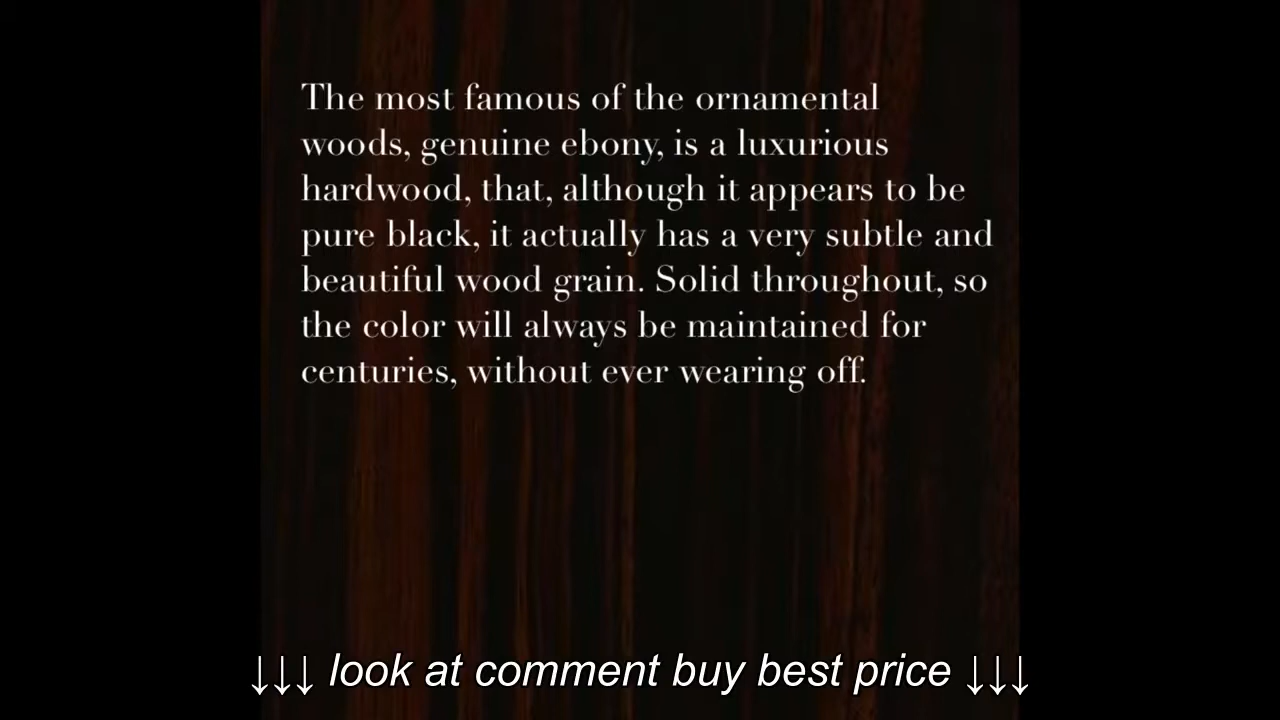 The most famous of the ornamental
woods, genuine ebony, is a luxurious
hardwood, that, although it appears to be
pure black, it actually has a very subtle and
beautiful wood grain. Solid throughout, so
the color will always be maintained for
centuries, without ever wearing off.
↓↓↓ look at comment buy best price ↓↓↓